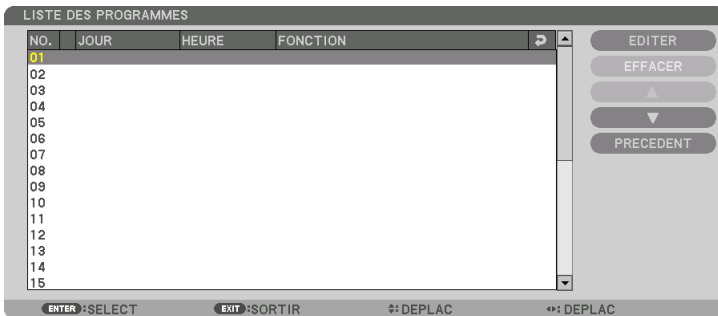 LISTE DES PROGRAMMES
NO. JOUR HEURE FONCTION
01
02
03
04
05
06
07
08
09
10
11
12
13
14
15
EDITER
EFFACER
PRECEDENT
ENTER :SELECT EXIT :SORTIR :DEPLAC :DEPLAC